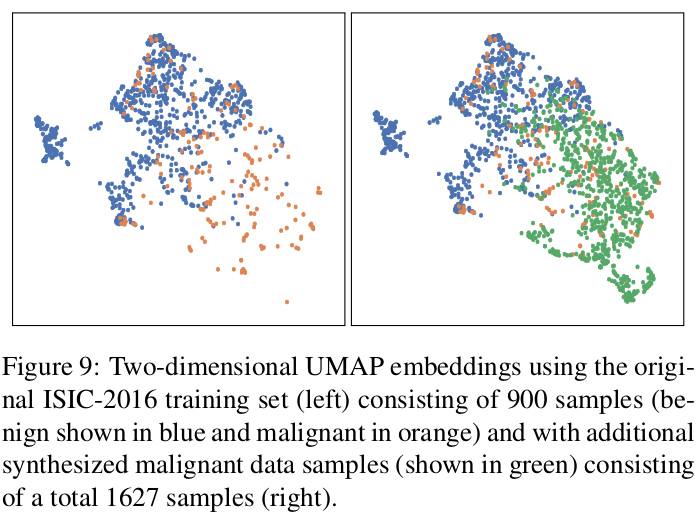 Figure 9: Two-dimensional UMAP embeddings using the origi-
nal ISIC-2016 training set (left) consisting of 900 samples (be-
nign shown in blue and malignant in orange) and with additional
synthesized malignant data samples (shown in green) consisting
of a total 1627 samples (right).